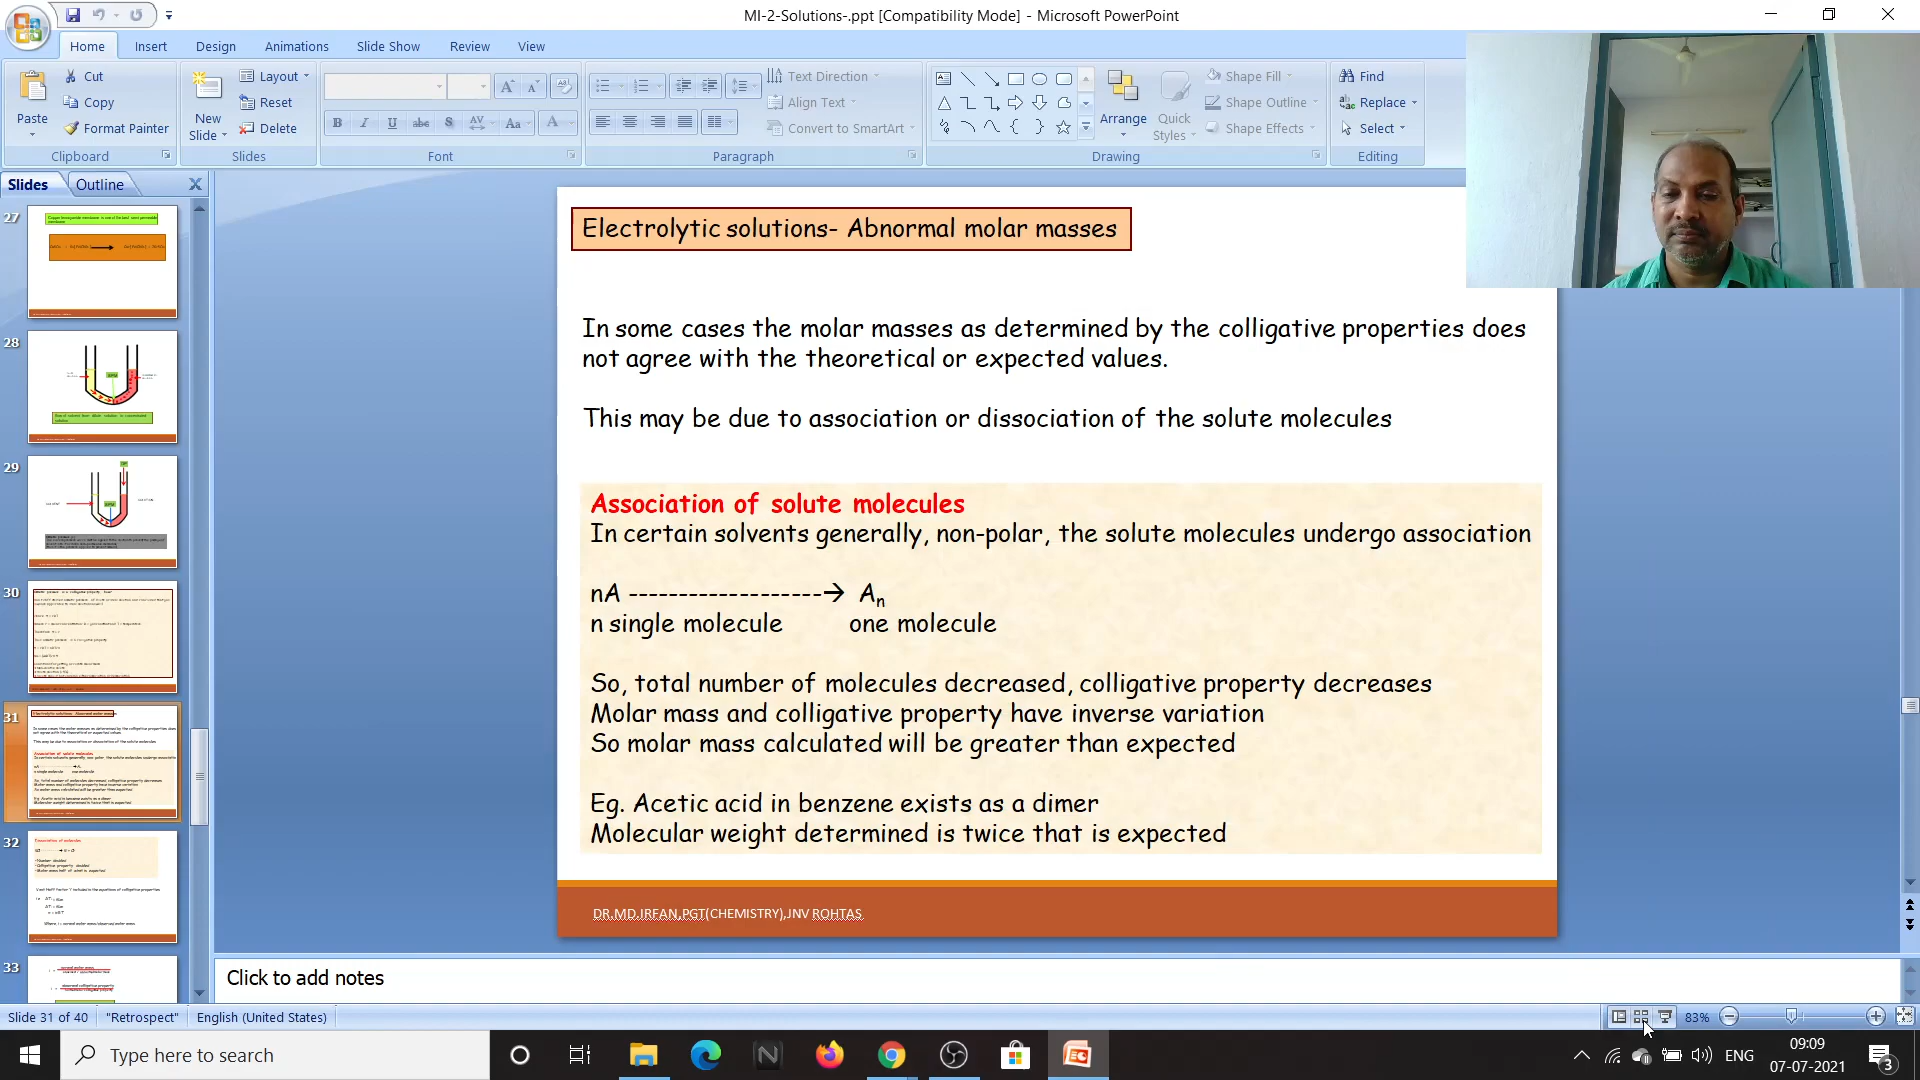 MI-2-Solutions-.ppt [Compatibility Mode] - Microsoft PowerPoint
Home Insert Design Animations Slide Show Review View
Paste
Cut
Copy
Format Painter
Clipboard
New Slide
Layout
Reset
Delete
Slides
Font
Text Direction
Align Text
Convert to SmartArt
Paragraph
Arrange
Quick Styles
Shape Fill
Shape Outline
Shape Effects
Drawing
Find
Replace
Select
Editing
Slides Outline
27
28
29
30
31
32
33
Electrolytic solutions- Abnormal molar masses
In some cases the molar masses as determined by the colligative properties does
not agree with the theoretical or expected values.
This may be due to association or dissociation of the solute molecules
Association of solute molecules
In certain solvents generally, non-polar, the solute molecules undergo association
nA -------------------→ An
n single molecule one molecule
So, total number of molecules decreased, colligative property decreases
Molar mass and colligative property have inverse variation
So molar mass calculated will be greater than expected
Eg. Acetic acid in benzene exists as a dimer
Molecular weight determined is twice that is expected
DR.MD.IRFAN,PGT(CHEMISTRY),JNV ROHTAS
Click to add notes
Slide 31 of 40 "Retrospect" English (United States) 83%
Type here to search
ENG
09:09
07-07-2021
3